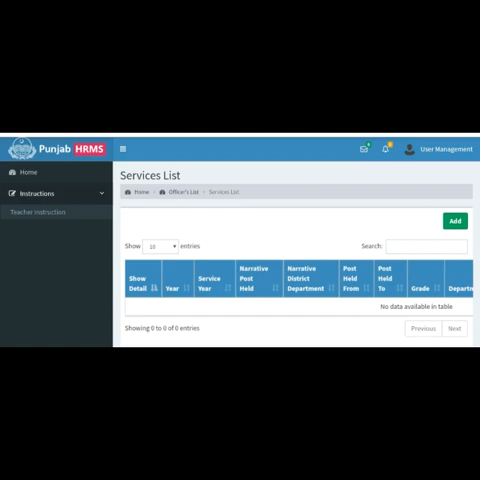 Punjab HRMS
User Management
Home
Instructions
Teacher Instruction
Services List
Home
Officer's List
Services List
Add
Show 10 entries
Search:
Show Detail
Year
Service Year
Narrative Post Held
Narrative District Department
Post Held From
Post Held To
Grade
Departm
No data available in table
Showing 0 to 0 of 0 entries
Previous
Next